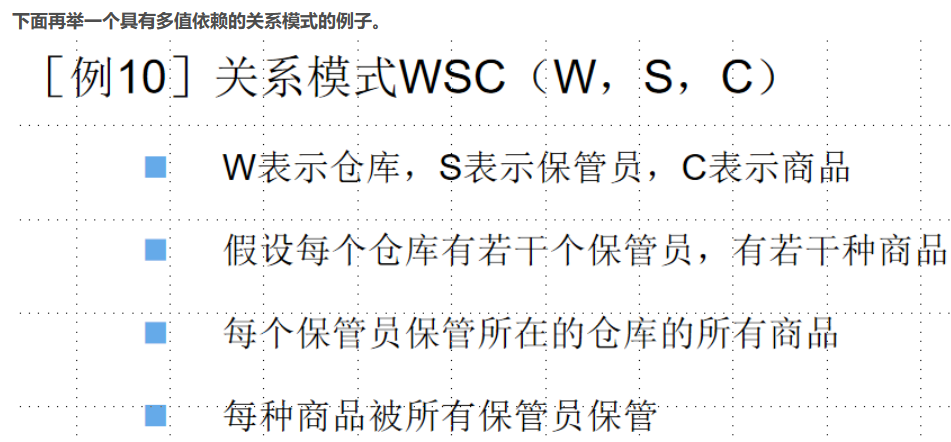 下面再举一个具有多值依赖的关系模式的例子。
［例10］关系模式WSC（W，S，C）
W表示仓库，S表示保管员，C表示商品
假设每个仓库有若干个保管员，有若干种商品
每个保管员保管所在的仓库的所有商品
每种商品被所有保管员保管